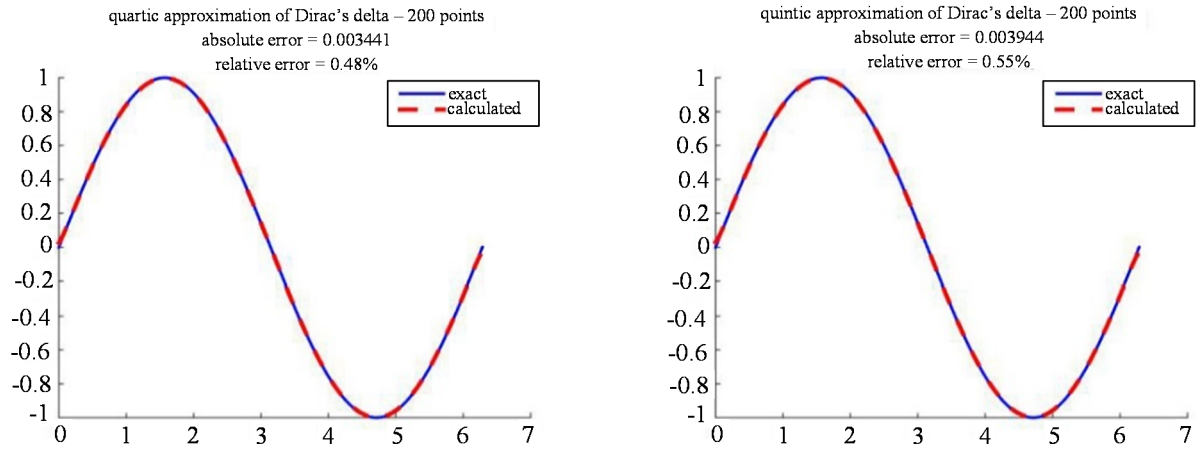 quartic approximation of Dirac's delta – 200 points
absolute error = 0.003441
relative error = 0.48%
exact
calculated
1
0.8
0.6
0.4
0.2
0
-0.2
-0.4
-0.6
-0.8
-1
0 1 2 3 4 5 6 7
quintic approximation of Dirac's delta – 200 points
absolute error = 0.003944
relative error = 0.55%
exact
calculated
1
0.8
0.6
0.4
0.2
0
-0.2
-0.4
-0.6
-0.8
-1
0 1 2 3 4 5 6 7